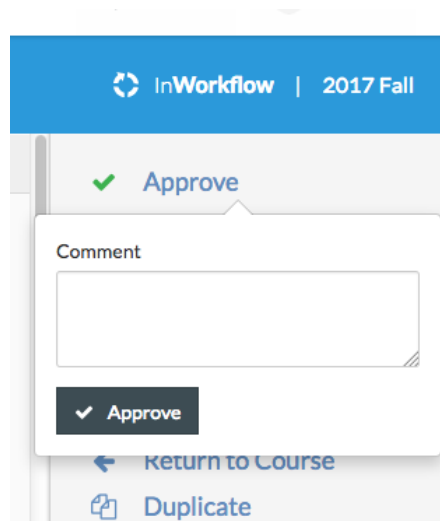 InWorkflow | 2017 Fall
Approve
Comment
Approve
Return to Course
Duplicate